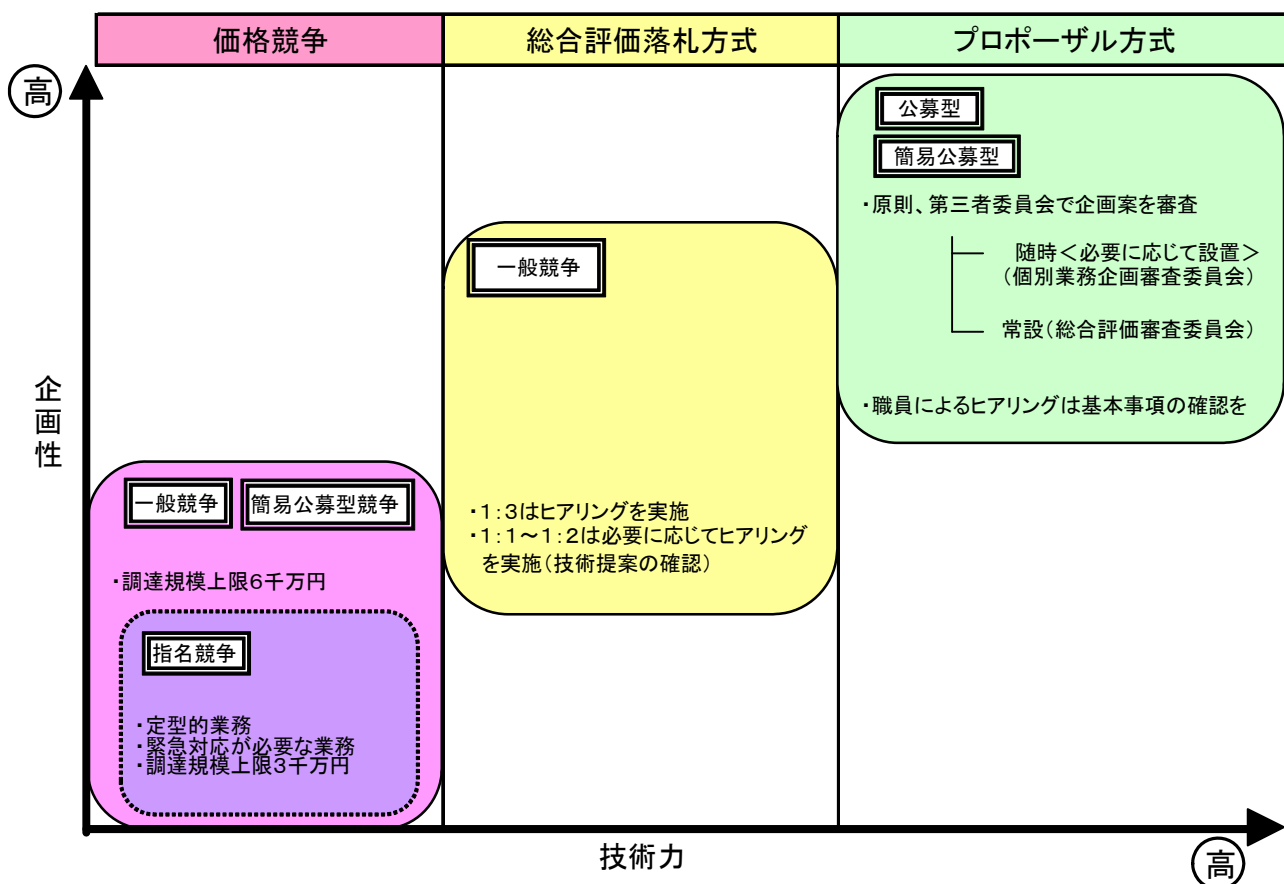 価格競争
総合評価落札方式
プロポーザル方式
高
企画性
一般競争
簡易公募型競争
・調達規模上限6千万円
指名競争
・定型的業務
・緊急対応が必要な業務
・調達規模上限3千万円
一般競争
・1:3はヒアリングを実施
・1:1～1:2は必要に応じてヒアリング
を実施(技術提案の確認)
公募型
簡易公募型
・原則、第三者委員会で企画案を審査
随時＜必要に応じて設置＞
(個別業務企画審査委員会)
常設(総合評価審査委員会)
・職員によるヒアリングは基本事項の確認を
技術力
高